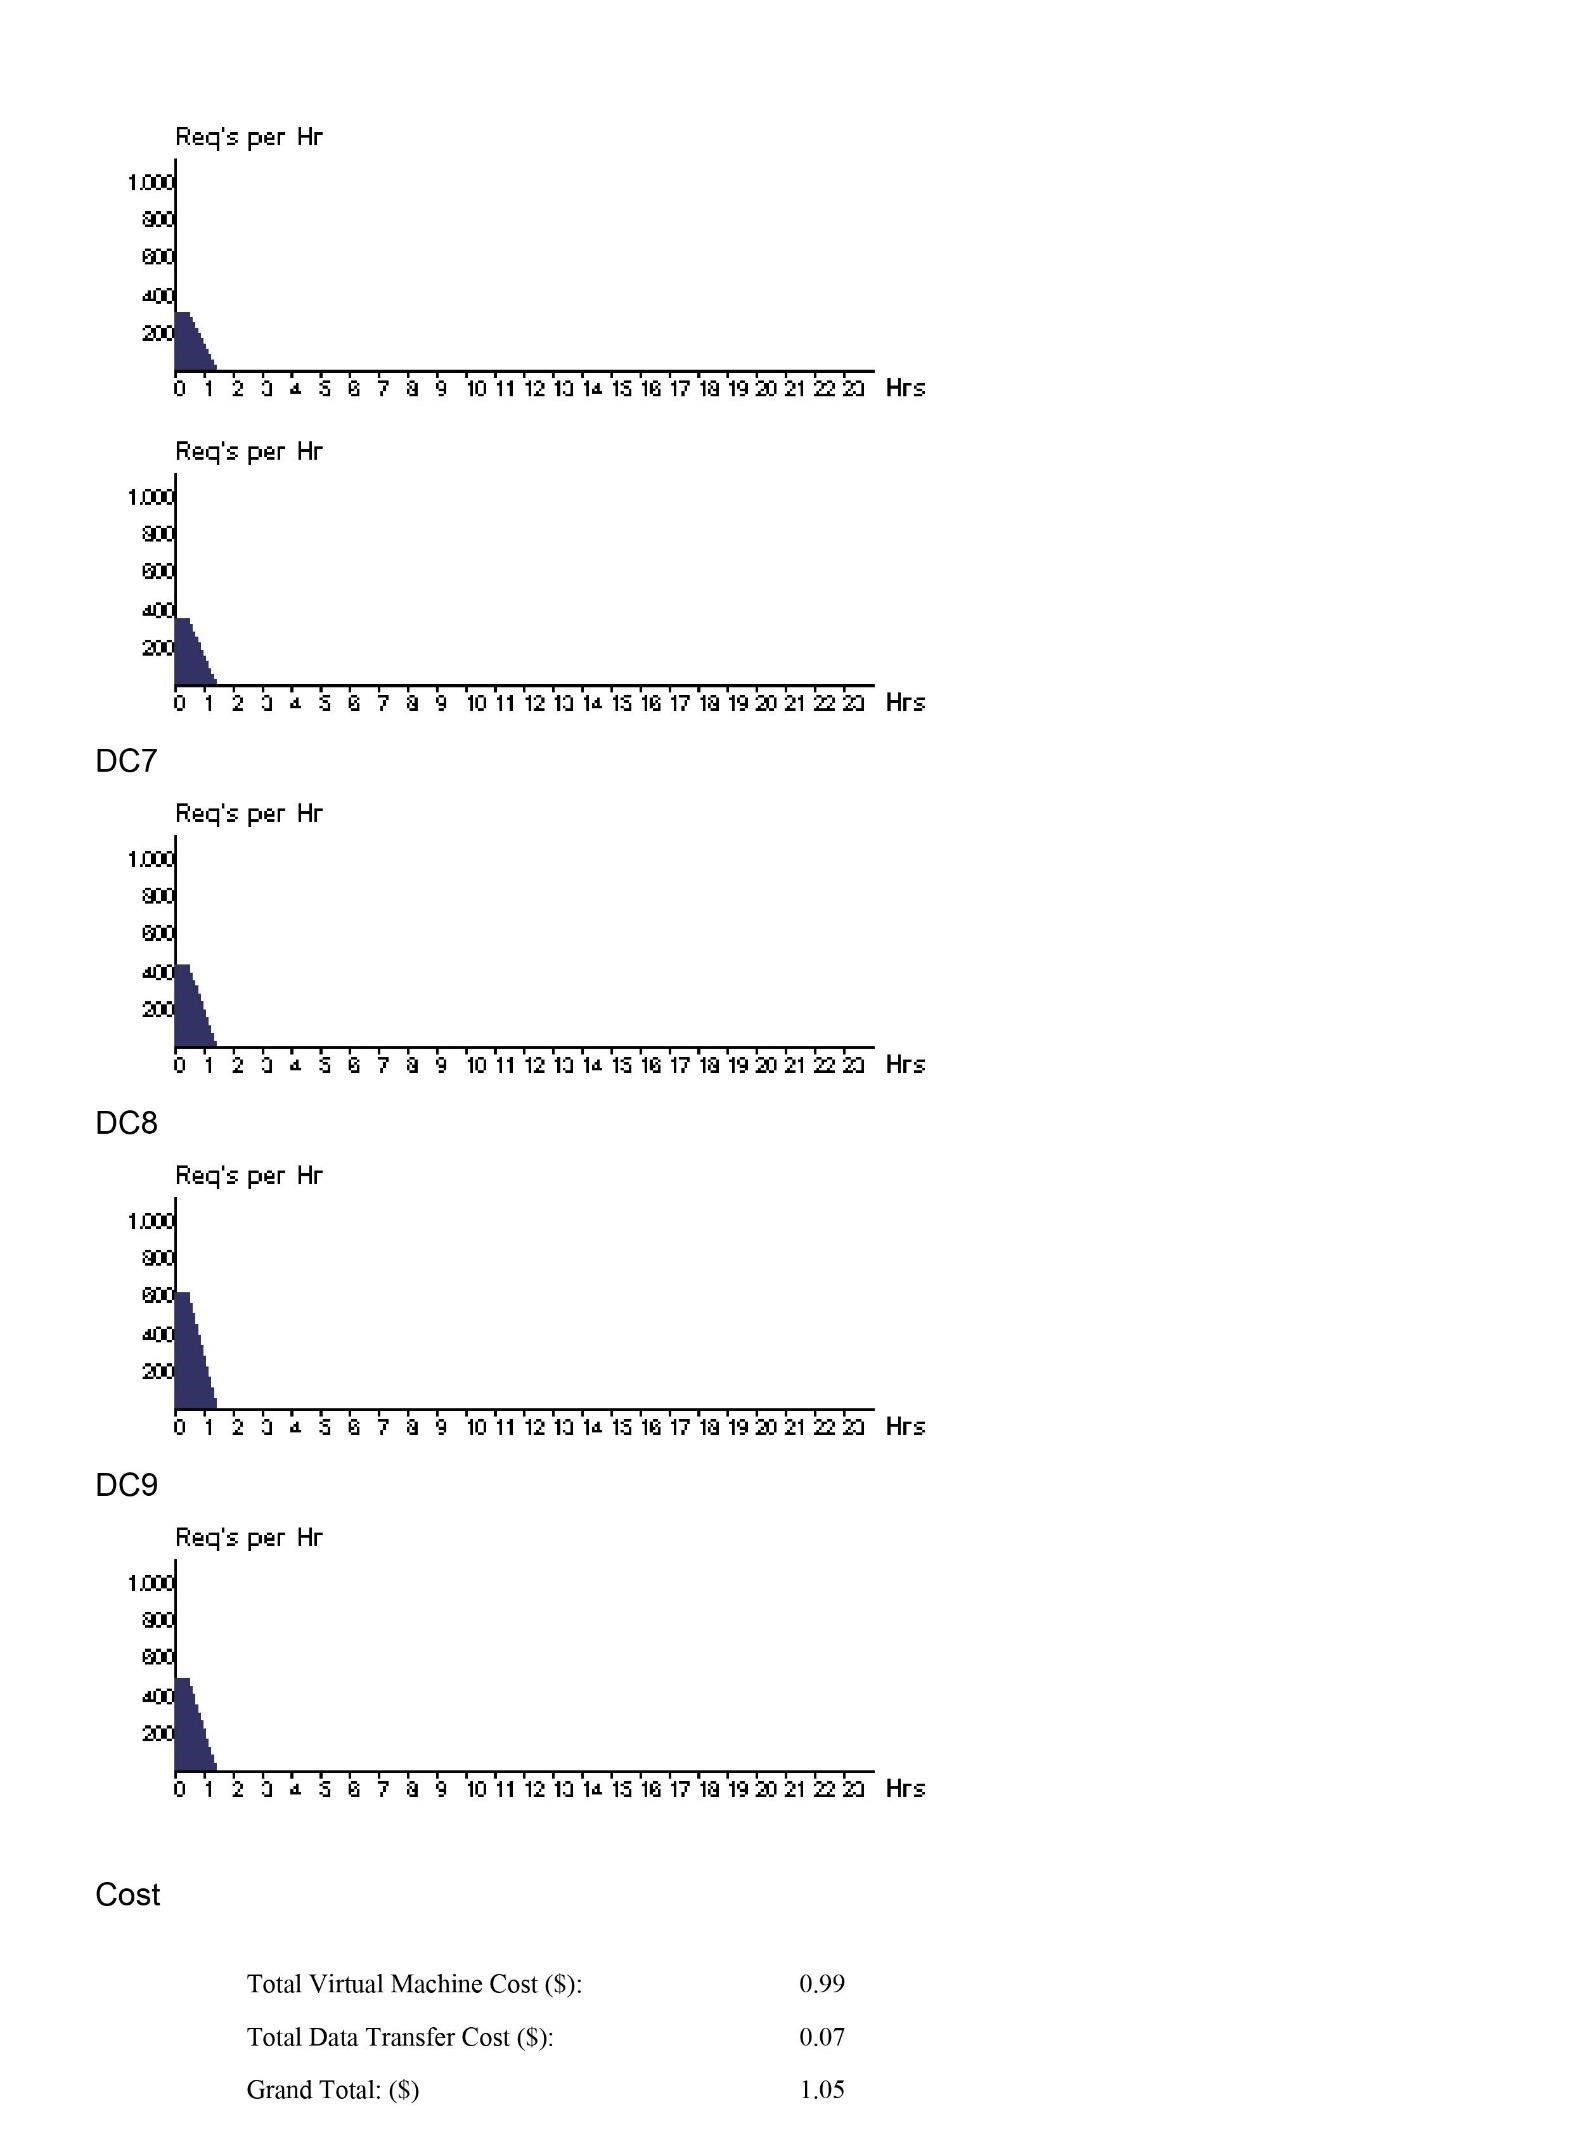 Req's per Hr
1.000
800
600
400
200
0 1 2 3 4 5 6 7 8 9 10 11 12 13 14 15 16 17 18 19 20 21 22 23 Hrs
Req's per Hr
1.000
800
600
400
200
0 1 2 3 4 5 6 7 8 9 10 11 12 13 14 15 16 17 18 19 20 21 22 23 Hrs
DC7
Req's per Hr
1.000
800
600
400
200
0 1 2 3 4 5 6 7 8 9 10 11 12 13 14 15 16 17 18 19 20 21 22 23 Hrs
DC8
Req's per Hr
1.000
800
600
400
200
0 1 2 3 4 5 6 7 8 9 10 11 12 13 14 15 16 17 18 19 20 21 22 23 Hrs
DC9
Req's per Hr
1.000
800
600
400
200
0 1 2 3 4 5 6 7 8 9 10 11 12 13 14 15 16 17 18 19 20 21 22 23 Hrs
Cost
Total Virtual Machine Cost ($): 0.99
Total Data Transfer Cost ($): 0.07
Grand Total: ($) 1.05